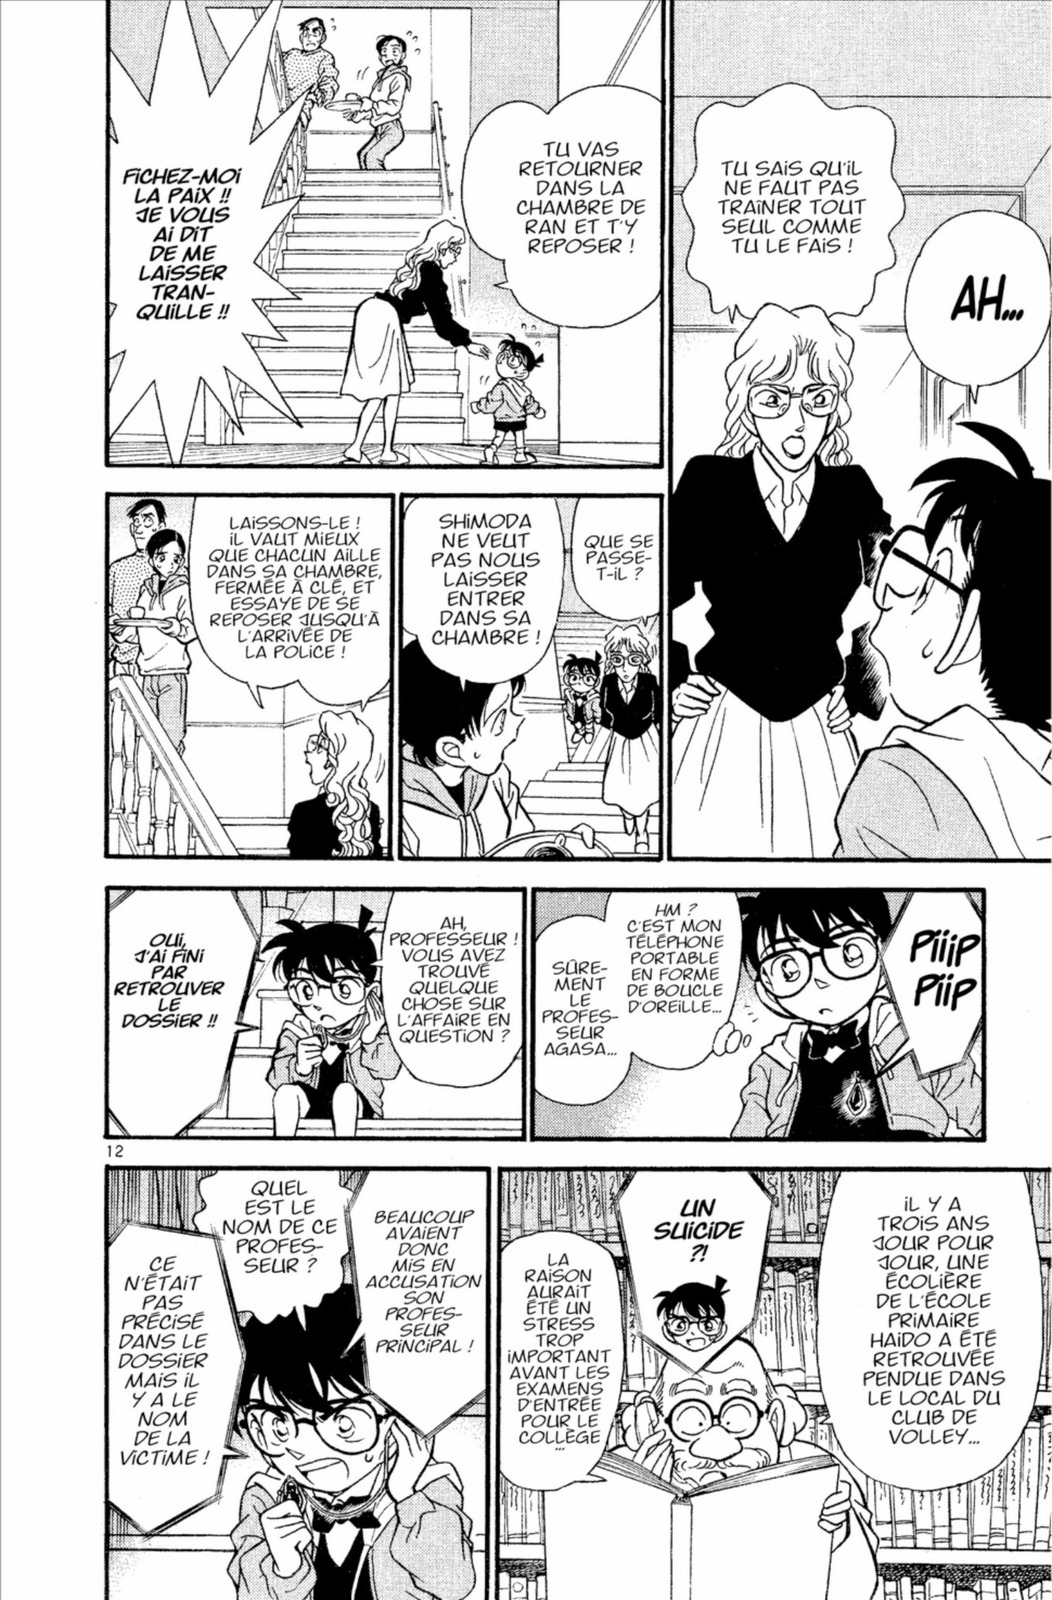 AH...
TU SAIS QU'IL
NE FAUT PAS
TRAINER TOUT
SEUL COMME
TU LE FAIS !
TU VAS
RETOURNER
DANS LA
CHAMBRE DE
RAN ET T'Y
REPOSER !
FICHEZ-MOI
LA PAIX !!
JE VOUS
AI DIT
DE ME
LAISSER
TRAN-
QUILLE !!
QUE SE
PASSE-
T-IL ?
SHIMODA
NE VEUT
PAS NOUS
LAISSER
ENTRER
DANS SA
CHAMBRE !
LAISSONS-LE !
IL VAUT MIEUX
QUE CHACUN AILLE
DANS SA CHAMBRE,
FERMÉE À CLÉ, ET
ESSAYE DE SE
REPOSER JUSQU'À
L'ARRIVÉE DE
LA POLICE !
PIIIP
PIIP
HM ?
C'EST MON
TÉLÉPHONE
PORTABLE
EN FORME
DE BOUCLE
D'OREILLE...
SÛRE-
MENT
LE
PROFES-
SEUR
AGASA...
AH,
PROFESSEUR !
VOUS AVEZ
TROUVÉ
QUELQUE
CHOSE SUR
L'AFFAIRE EN
QUESTION ?
OUI,
J'AI FINI
PAR
RETROUVER
LE
DOSSIER !!
12
IL Y A
TROIS ANS
JOUR POUR
JOUR, UNE
ÉCOLIÈRE
DE L'ÉCOLE
PRIMAIRE
HAIDO A ÉTÉ
RETROUVÉE
PENDUE DANS
LE LOCAL DU
CLUB DE
VOLLEY...
UN
SUICIDE
?!
LA
RAISON
AURAIT
ÉTÉ UN
STRESS
TROP
IMPORTANT
AVANT LES
EXAMENS
D'ENTRÉE
POUR LE
COLLÈGE
...
BEAUCOUP
AVAIENT
DONC
MIS EN
ACCUSATION
SON
PROFES-
SEUR
PRINCIPAL !
QUEL
EST LE
NOM DE CE
PROFES-
SEUR ?
CE
N'ÉTAIT
PAS
PRÉCISÉ
DANS LE
DOSSIER
MAIS IL
Y A LE
NOM
DE LA
VICTIME !